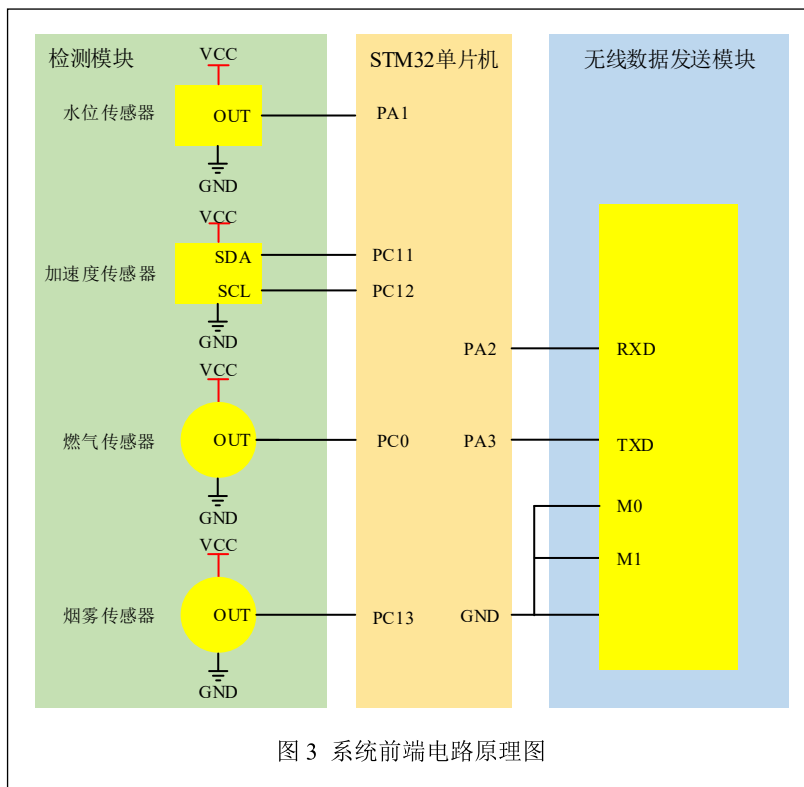 检测模块
STM32单片机
无线数据发送模块
VCC
水位传感器
OUT
PA1
GND
VCC
加速度传感器
SDA
PC11
SCL
PC12
GND
PA2
RXD
VCC
燃气传感器
OUT
PC0
PA3
TXD
GND
M0
VCC
M1
烟雾传感器
OUT
PC13
GND
GND
图 3 系统前端电路原理图